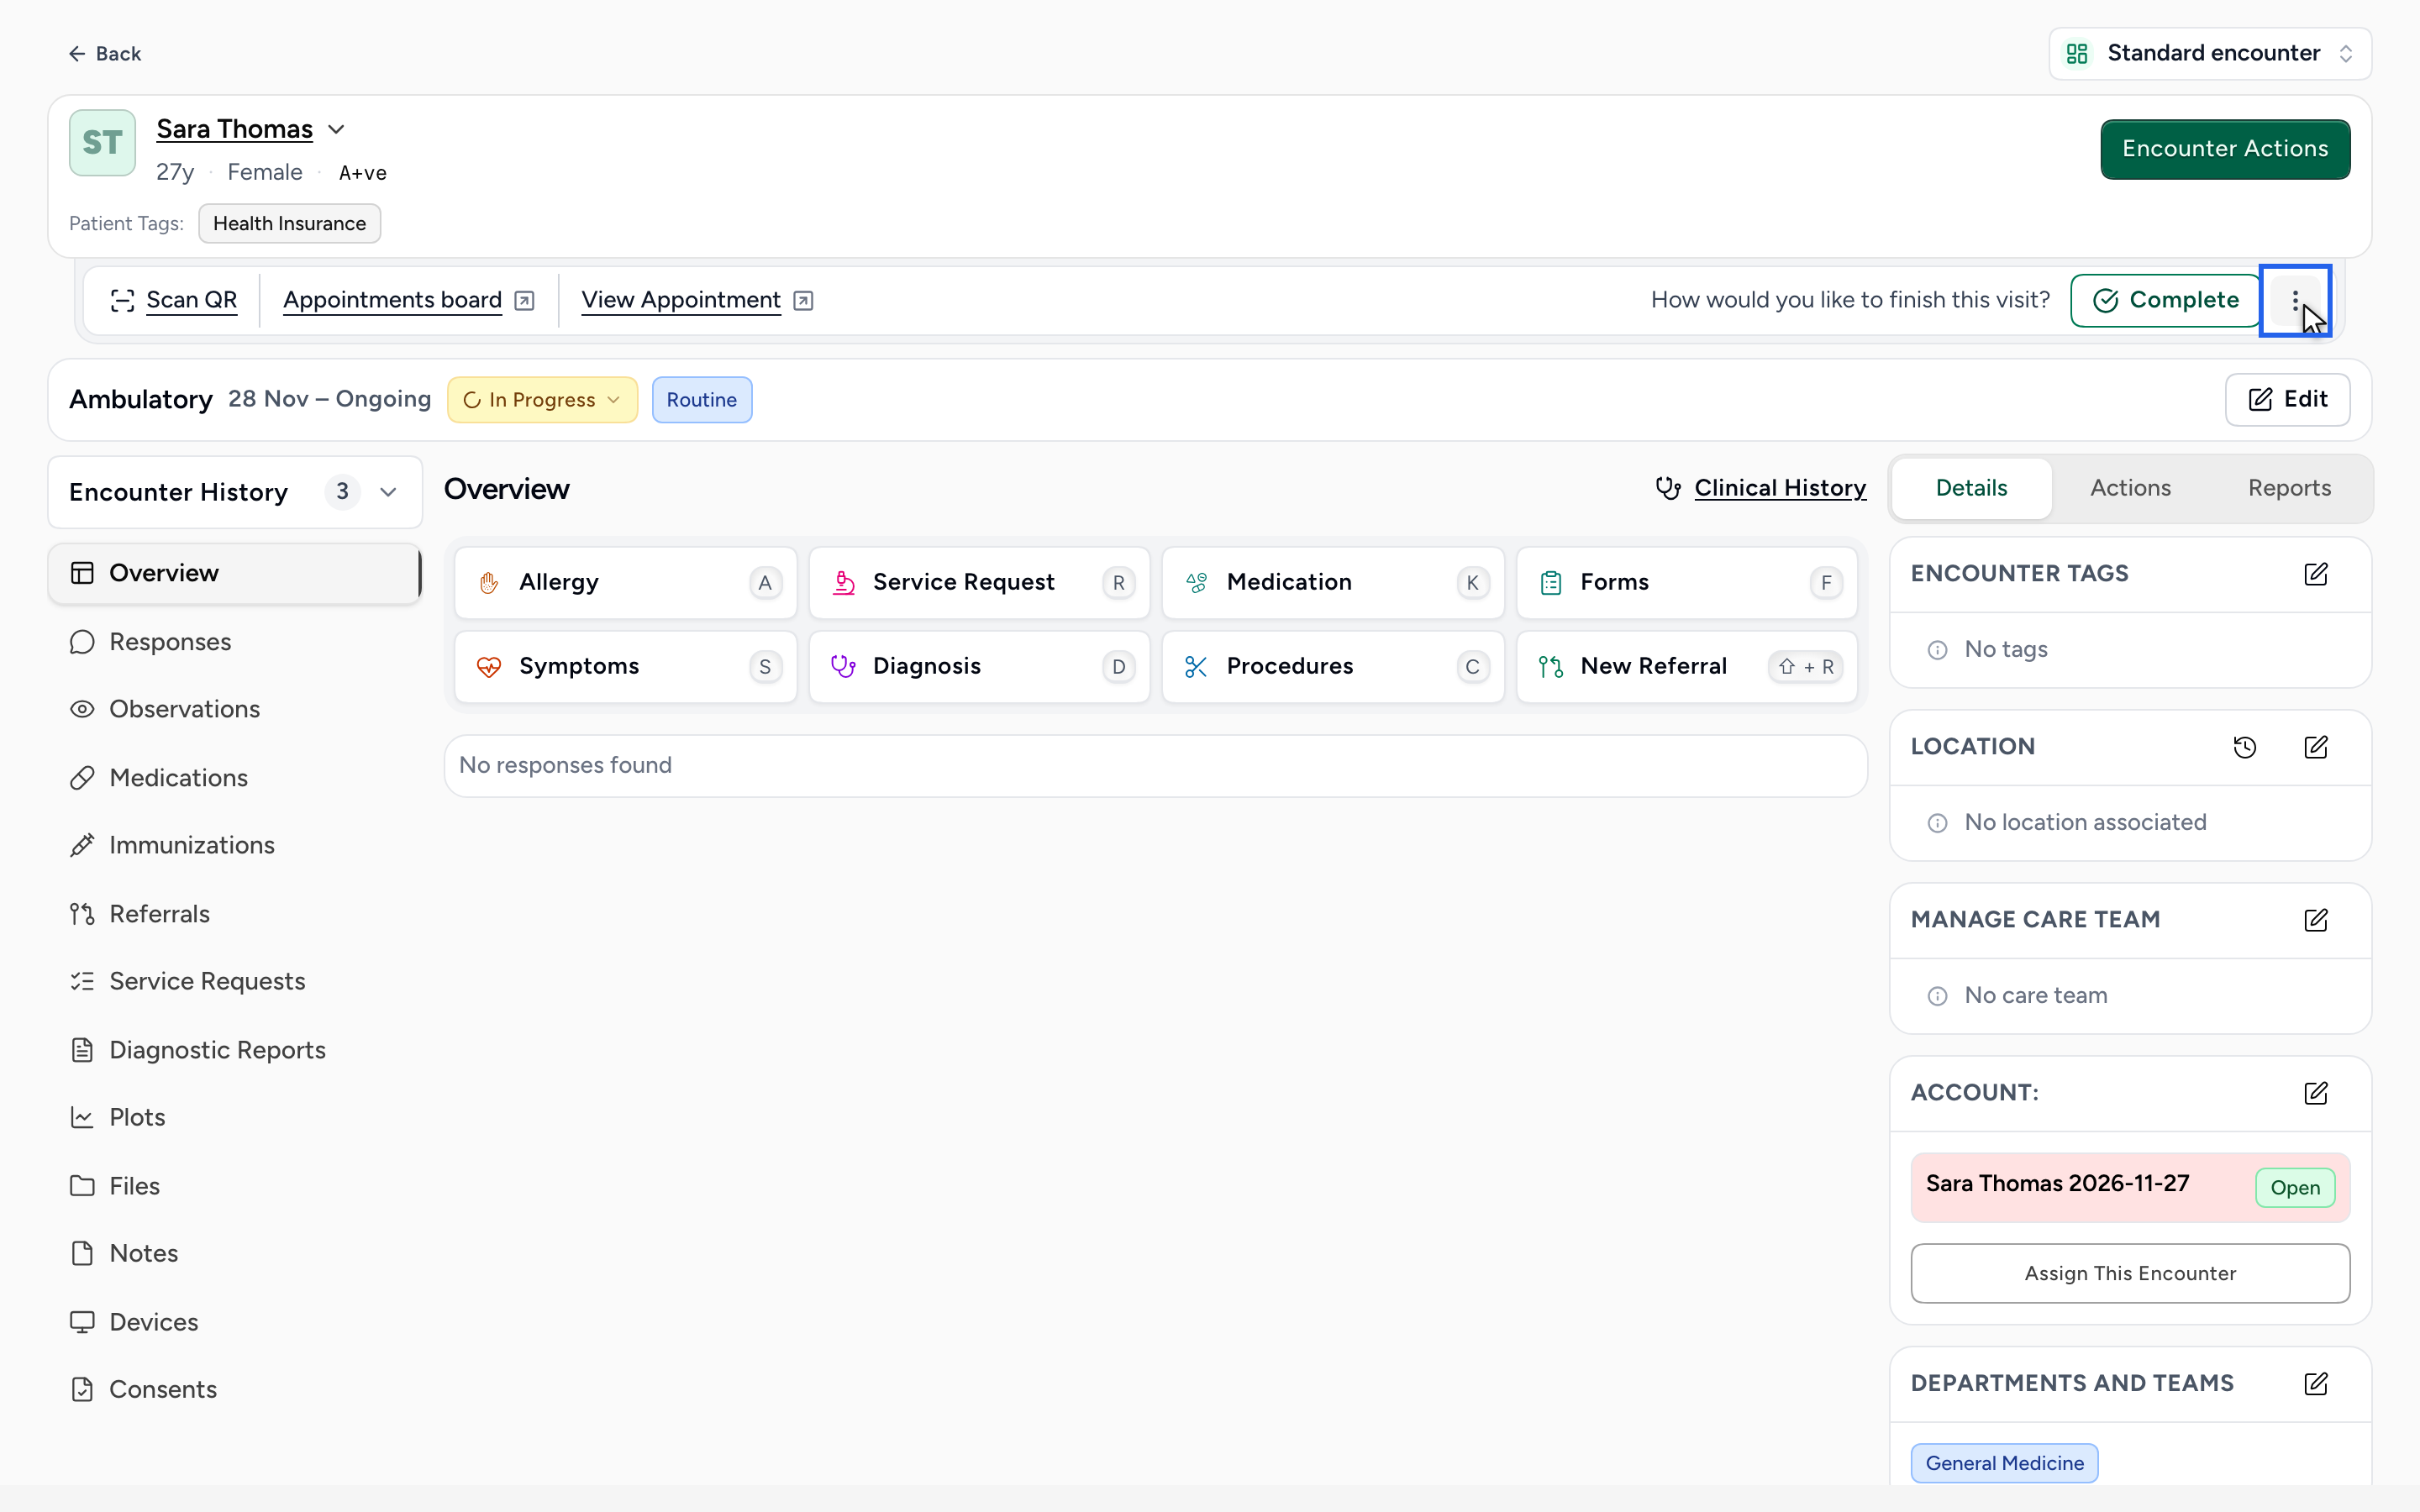 Back
Standard encounter
ST
Sara Thomas
27y · Female · A+ve
Encounter Actions
Patient Tags: Health Insurance
Scan QR
Appointments board
View Appointment
How would you like to finish this visit?
Complete
Ambulatory 28 Nov – Ongoing In Progress Routine
Edit
Encounter History 3
Overview
Responses
Observations
Medications
Immunizations
Referrals
Service Requests
Diagnostic Reports
Plots
Files
Notes
Devices
Consents
Overview
Clinical History
Allergy A
Service Request R
Medication K
Forms F
Symptoms S
Diagnosis D
Procedures C
New Referral ⇧ + R
No responses found
Details
Actions
Reports
ENCOUNTER TAGS
No tags
LOCATION
No location associated
MANAGE CARE TEAM
No care team
ACCOUNT:
Sara Thomas 2026-11-27 Open
Assign This Encounter
DEPARTMENTS AND TEAMS
General Medicine